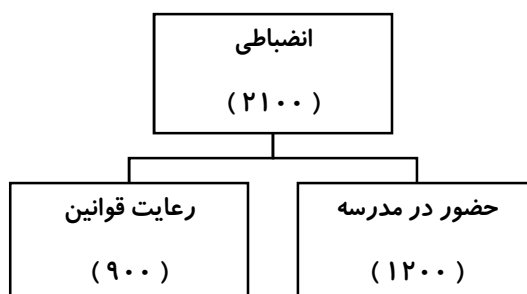 انضباطی
( ۲۱۰۰ )
حضور در مدرسه
( ۱۲۰۰ )
رعایت قوانین
( ۹۰۰ )